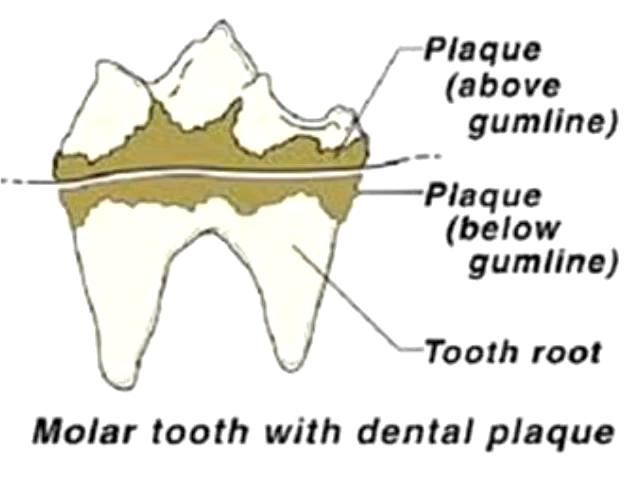 Plaque
(above
gumline)
Plaque
(below
gumline)
Tooth root
Molar tooth with dental plaque